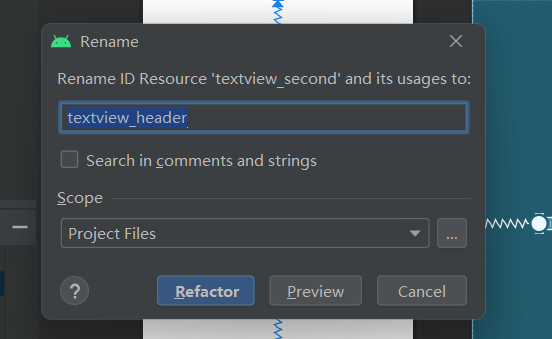 Rename
Rename ID Resource 'textview_second' and its usages to:
textview_header
Search in comments and strings
Scope
Project Files
...
?
Refactor
Preview
Cancel